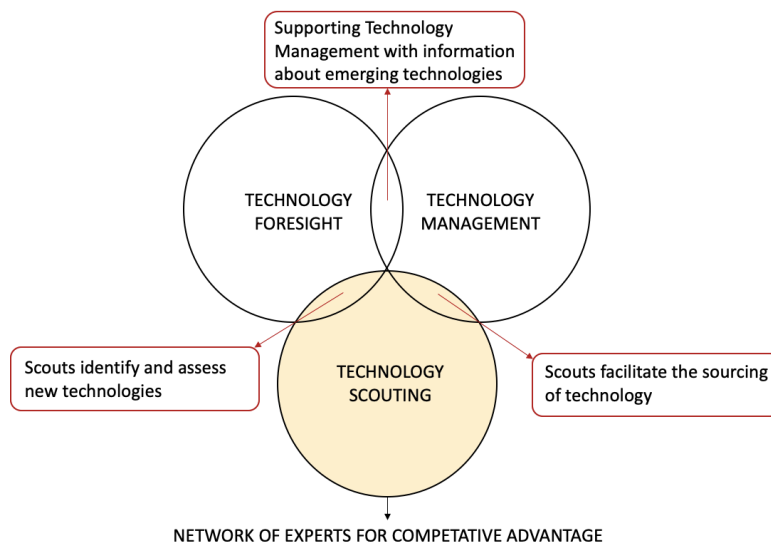 Supporting Technology
Management with information
about emerging technologies
TECHNOLOGY
FORESIGHT
TECHNOLOGY
MANAGEMENT
Scouts identify and assess
new technologies
TECHNOLOGY
SCOUTING
Scouts facilitate the sourcing
of technology
NETWORK OF EXPERTS FOR COMPETATIVE ADVANTAGE